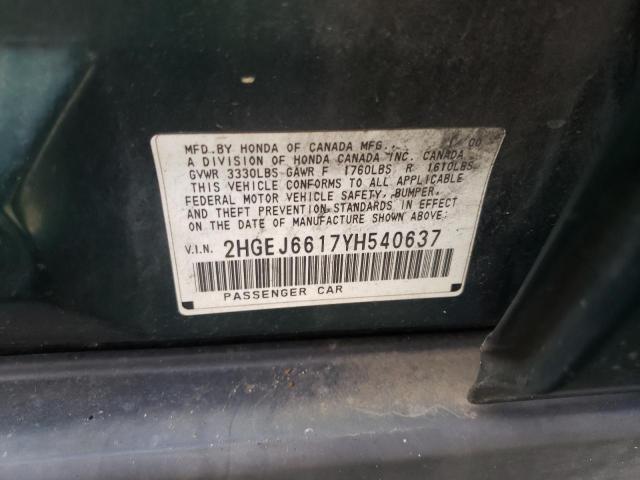 MFD. BY HONDA OF CANADA MFG., 00
A DIVISION OF HONDA CANADA INC. CANADA
GVWR 3330LBS GAWR F 1760LBS R 1610LBS
THIS VEHICLE CONFORMS TO ALL APPLICABLE
FEDERAL MOTOR VEHICLE SAFETY, BUMPER,
AND THEFT PREVENTION STANDARDS IN EFFECT
ON THE DATE OF MANUFACTURE SHOWN ABOVE.
V.I.N. 2HGEJ6617YH540637
PASSENGER CAR